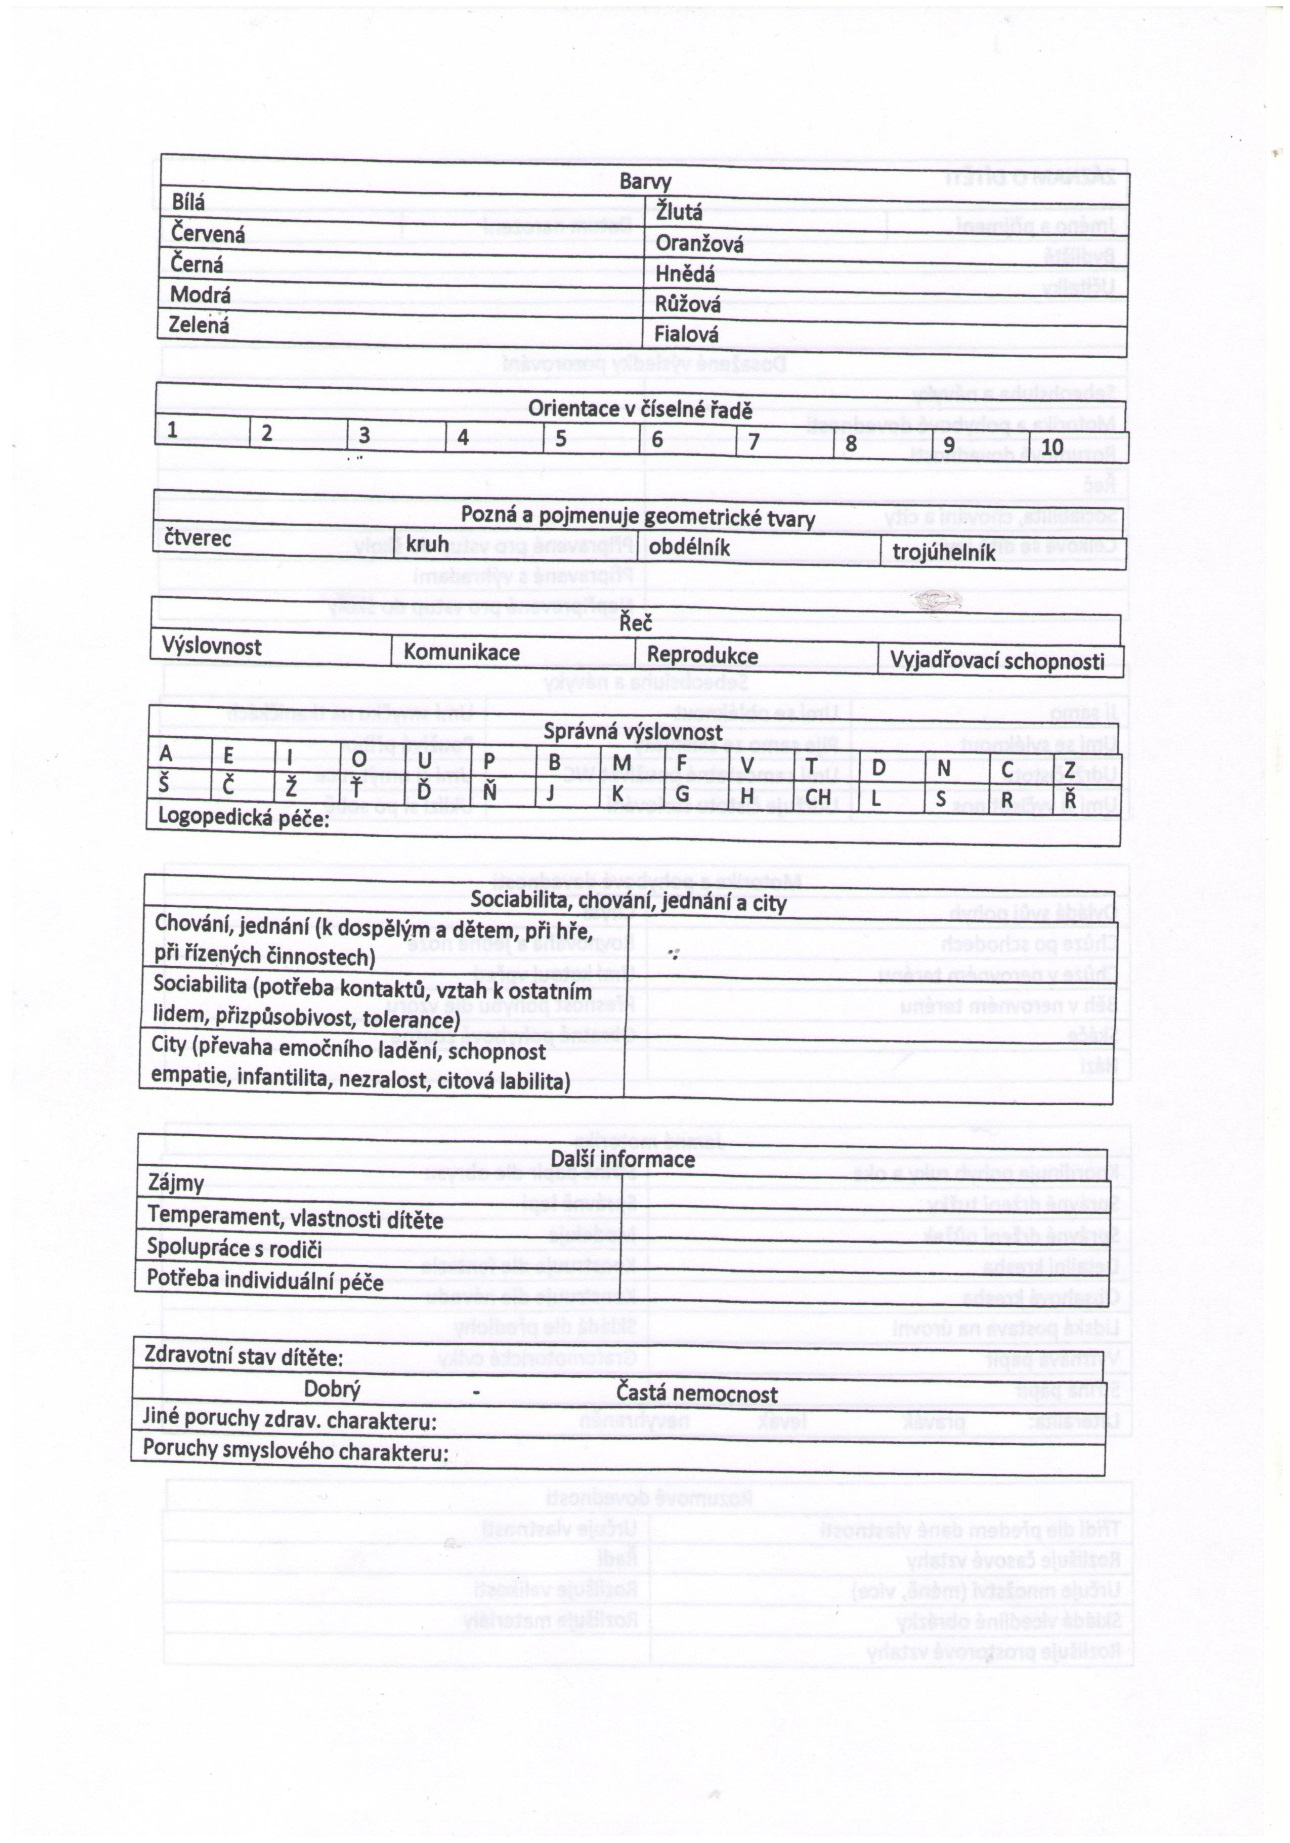 Barvy
Bílá Žlutá
Červená Oranžová
Černá Hnědá
Modrá Růžová
Zelená Fialová
Orientace v číselné řadě
1 2 3 4 5 6 7 8 9 10
Pozná a pojmenuje geometrické tvary
čtverec kruh obdélník trojúhelník
Řeč
Výslovnost Komunikace Reprodukce Vyjadřovací schopnosti
Správná výslovnost
A E I O U P B M F V T D N C Z
Š Č Ž Ť Ď Ň J K G H CH L S R Ř
Logopedická péče:
Sociabilita, chování, jednání a city
Chování, jednání (k dospělým a dětem, při hře,
při řízených činnostech)
Sociabilita (potřeba kontaktů, vztah k ostatním
lidem, přizpůsobivost, tolerance)
City (převaha emočního ladění, schopnost
empatie, infantilita, nezralost, citová labilita)
Další informace
Zájmy
Temperament, vlastnosti dítěte
Spolupráce s rodiči
Potřeba individuální péče
Zdravotní stav dítěte:
Dobrý - Častá nemocnost
Jiné poruchy zdrav. charakteru:
Poruchy smyslového charakteru: